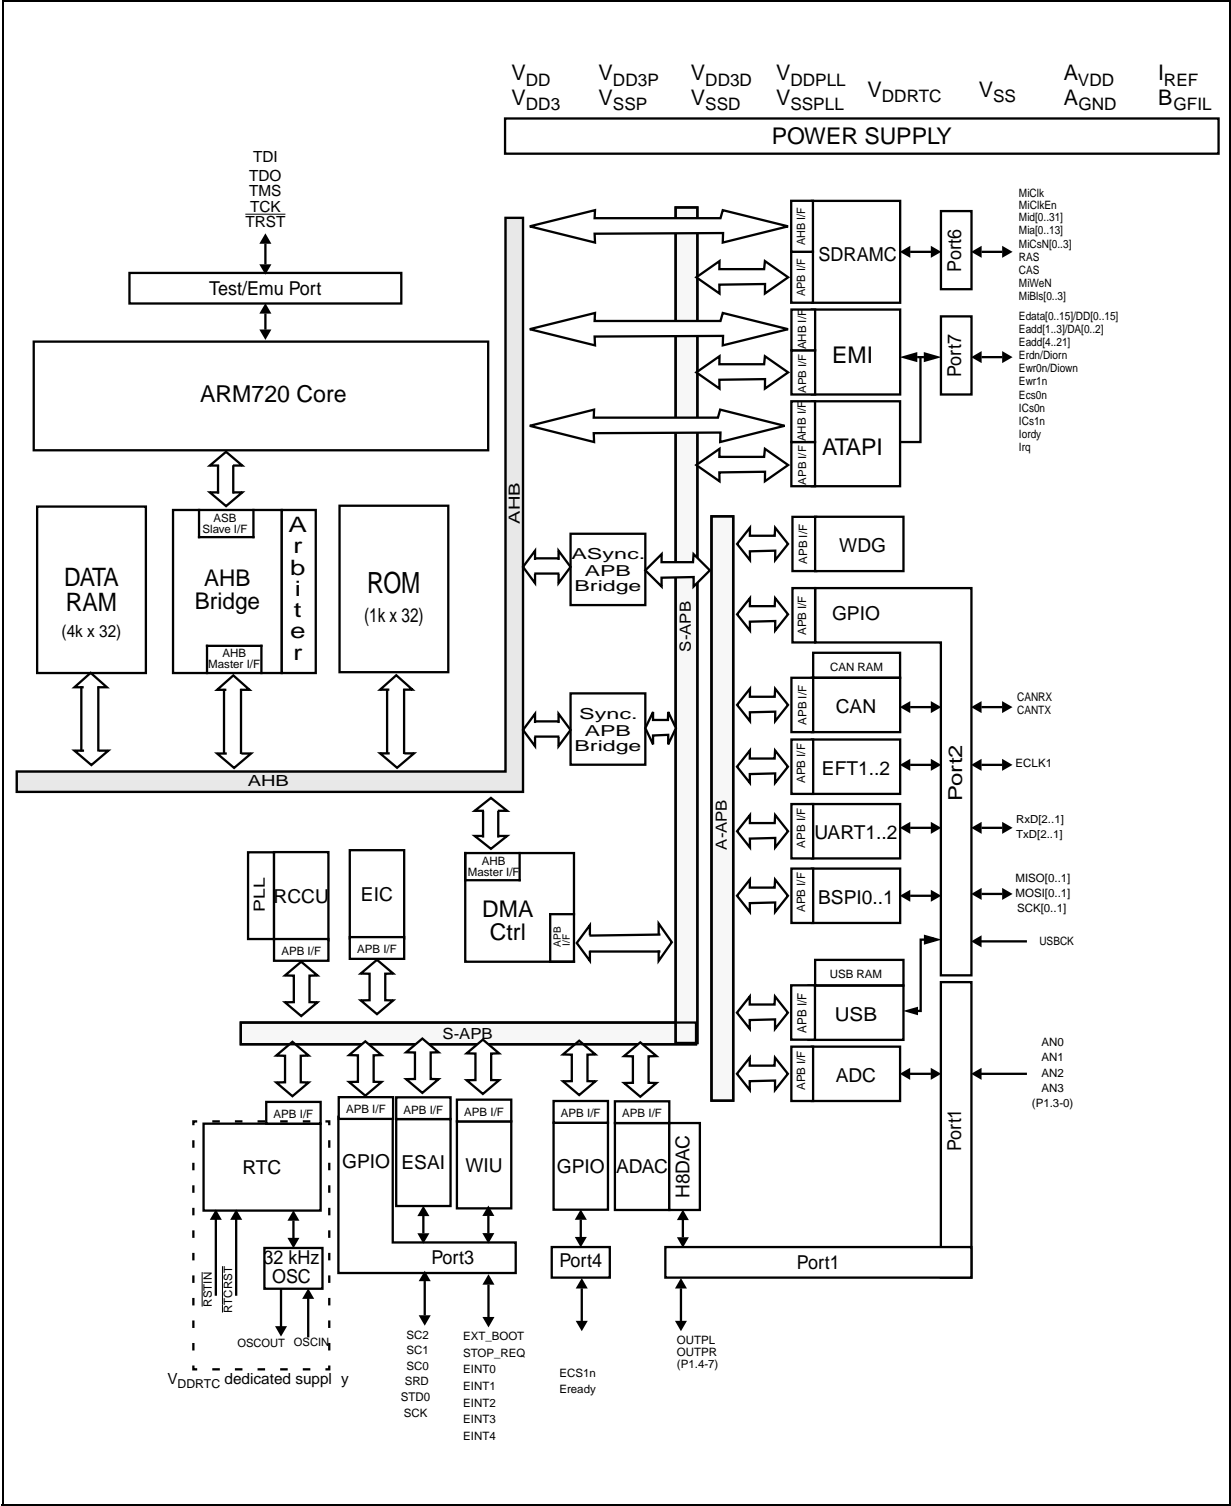 VDD VDD3P VDD3D VDDPLL VDDRTC VSS AVDD IREF
VDD3 VSSP VSSD VSSPLL AGND BGFIL
POWER SUPPLY
TDI
TDO
TMS
TCK
TRST
Test/Emu Port
ARM720 Core
ASB
Slave I/F
AHB
Bridge
AHB
Master I/F
Arbiter
DATA
RAM
(4k x 32)
ROM
(1k x 32)
AHB
AHB
ASync.
APB
Bridge
Sync.
APB
Bridge
S-APB
A-APB
AHB I/F
APB I/F
SDRAMC
Port6
MiClk
MiClkEn
Mid[0..31]
Mia[0..13]
MiCsN[0..3]
RAS
CAS
MiWeN
MiBls[0..3]
AHB I/F
APB I/F
EMI
Port7
Edata[0..15]/DD[0..15]
Eadd[1..3]/DA[0..2]
Eadd[4..21]
Erdn/Diorn
Ewr0n/Diown
Ewr1n
Ecs0n
ICs0n
ICs1n
Iordy
Irq
AHB I/F
APB I/F
ATAPI
APB I/F
WDG
APB I/F
GPIO
CAN RAM
APB I/F
CAN
CANRX
CANTX
APB I/F
EFT1..2
Port2
ECLK1
APB I/F
UART1..2
RxD[2..1]
TxD[2..1]
APB I/F
BSPI0..1
MISO[0..1]
MOSI[0..1]
SCK[0..1]
USBCK
USB RAM
APB I/F
USB
APB I/F
ADC
AN0
AN1
AN2
AN3
(P1.3-0)
Port1
PLL
RCCU
APB I/F
EIC
APB I/F
AHB
Master I/F
DMA
Ctrl
APB
I/F
S-APB
APB I/F
RTC
32 kHz
OSC
RSTIN
RTCRST
OSCOUT
OSCIN
VDDRTC dedicated suppl y
APB I/F
GPIO
APB I/F
ESAI
APB I/F
WIU
Port3
SC2
SC1
SC0
SRD
STD0
SCK
EXT_BOOT
STOP_REQ
EINT0
EINT1
EINT2
EINT3
EINT4
APB I/F
GPIO
Port4
ECS1n
Eready
APB I/F
ADAC
H8DAC
Port1
OUTPL
OUTPR
(P1.4-7)